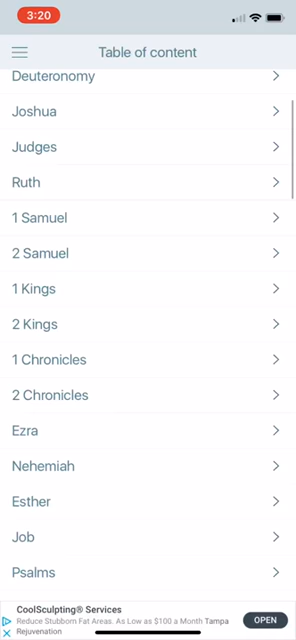 3:20
Table of content
Deuteronomy
Joshua
Judges
Ruth
1 Samuel
2 Samuel
1 Kings
2 Kings
1 Chronicles
2 Chronicles
Ezra
Nehemiah
Esther
Job
Psalms
CoolSculpting® Services
Reduce Stubborn Fat Areas. As Low as $100 a Month Tampa
Rejuvenation
OPEN